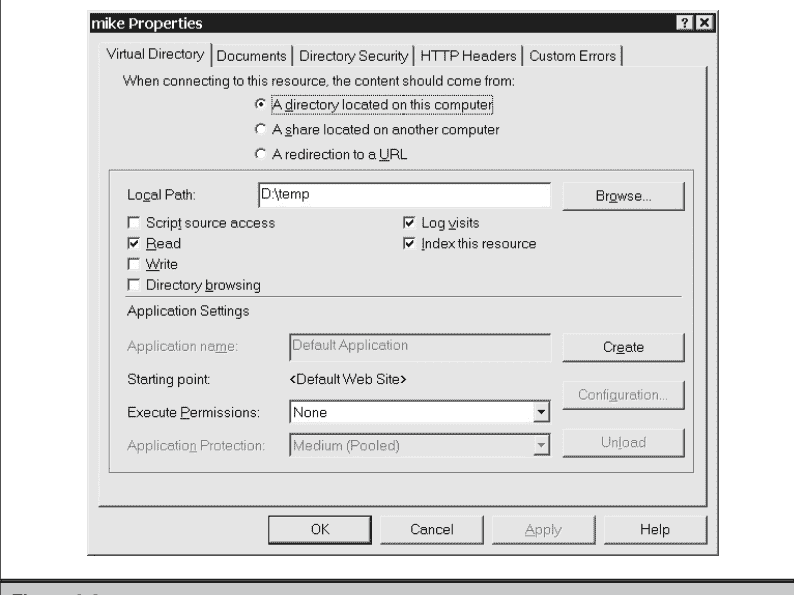 mike Properties
Virtual Directory Documents Directory Security HTTP Headers Custom Errors
When connecting to this resource, the content should come from:
A directory located on this computer
A share located on another computer
A redirection to a URL
Local Path: D:\temp Browse...
Script source access Log visits
Read Index this resource
Write
Directory browsing
Application Settings
Application name: Default Application Create
Starting point: <Default Web Site>
Configuration...
Execute Permissions: None
Application Protection: Medium (Pooled) Unload
OK Cancel Apply Help